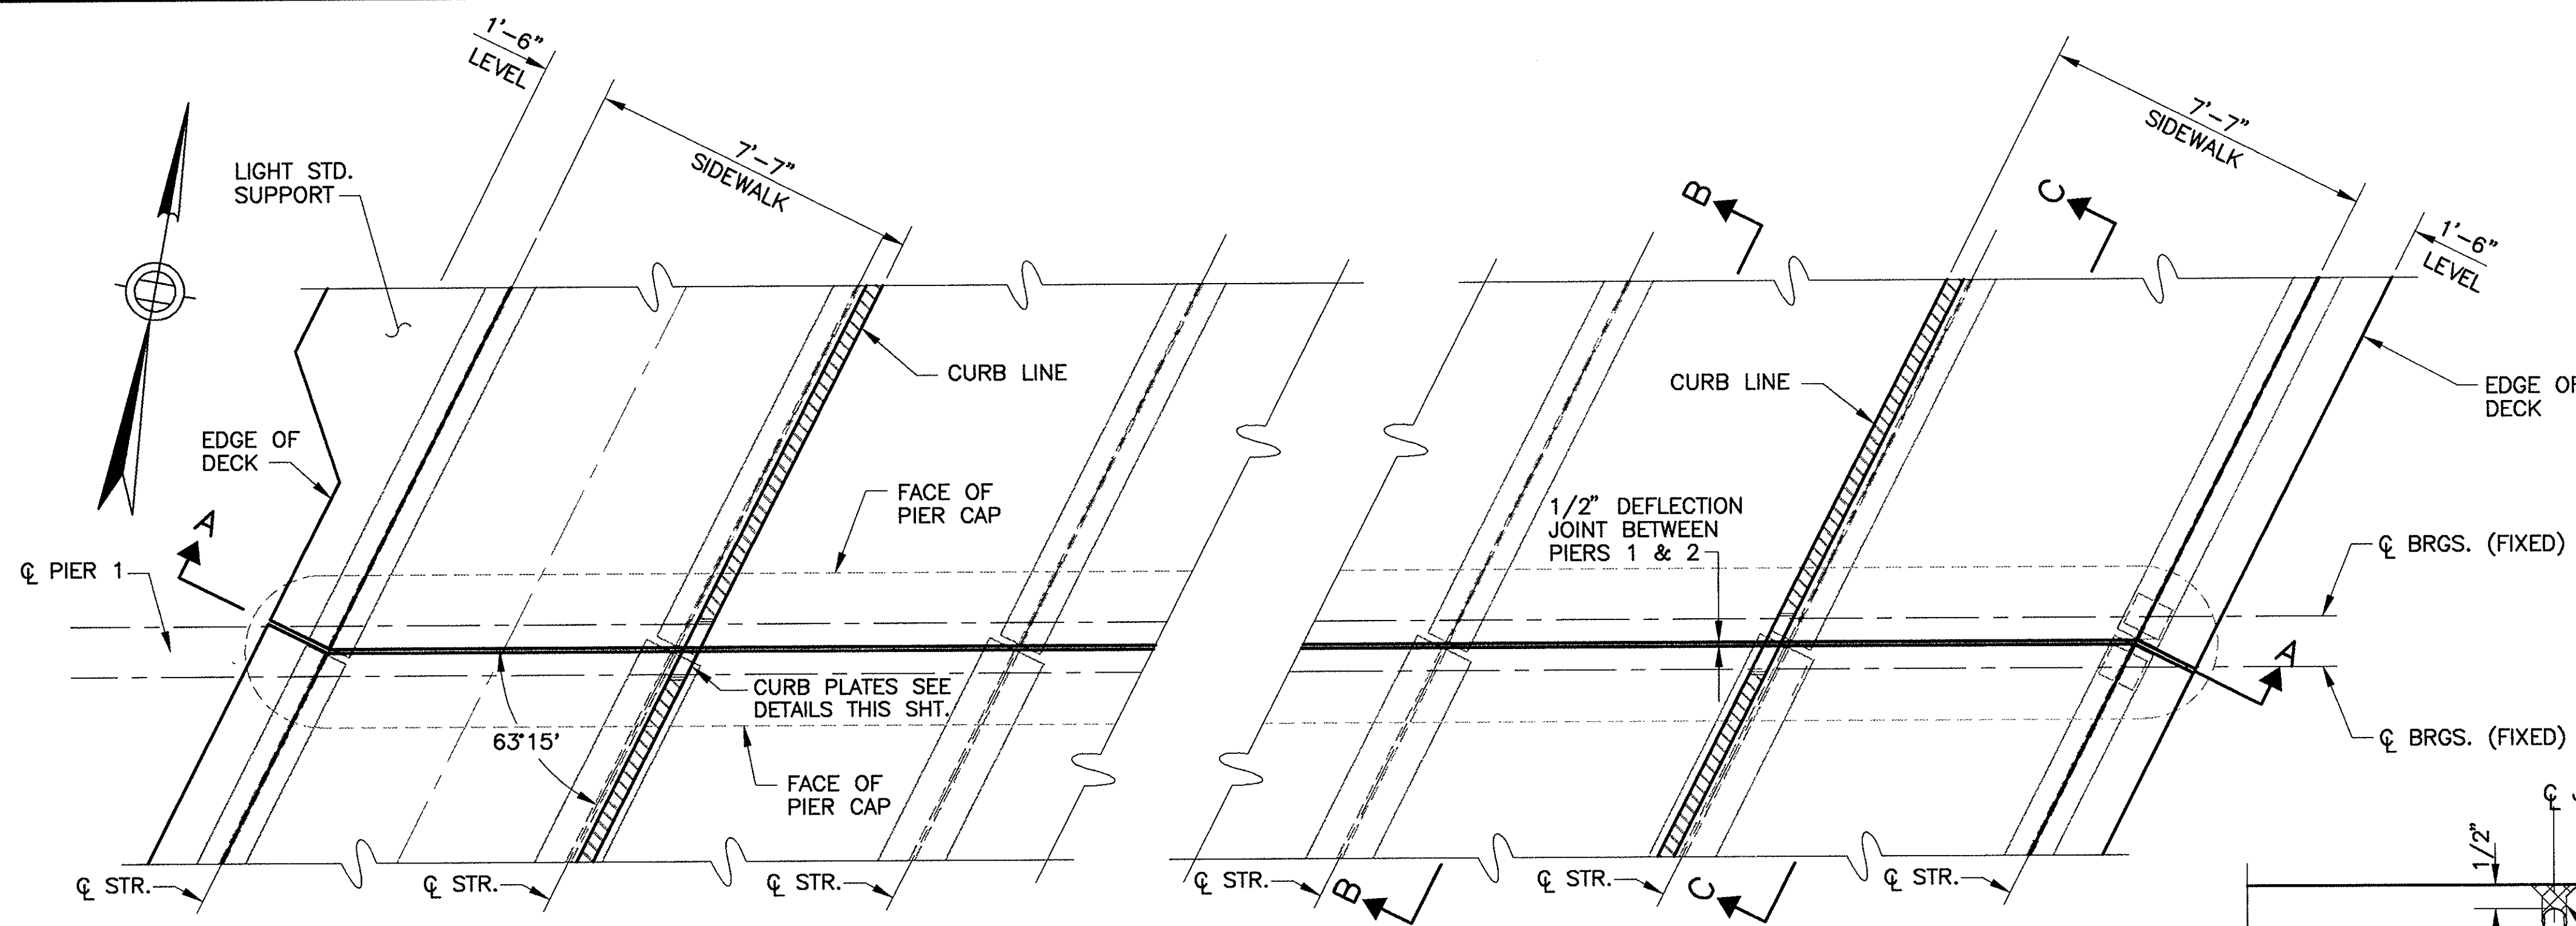 1'-6"
LEVEL
7'-7"
SIDEWALK
LIGHT STD.
SUPPORT
B
C
7'-7"
SIDEWALK
1'-6"
LEVEL
CURB LINE
CURB LINE
EDGE OF
DECK
EDGE OF
DECK
FACE OF
PIER CAP
1/2" DEFLECTION
JOINT BETWEEN
PIERS 1 & 2
A
℄ PIER 1
℄ BRGS. (FIXED)
A
CURB PLATES SEE
DETAILS THIS SHT.
63°15'
FACE OF
PIER CAP
℄ BRGS. (FIXED)
℄
1/2"
℄ STR.
℄ STR.
℄ STR.
℄ STR.
B
℄ STR.
C
℄ STR.